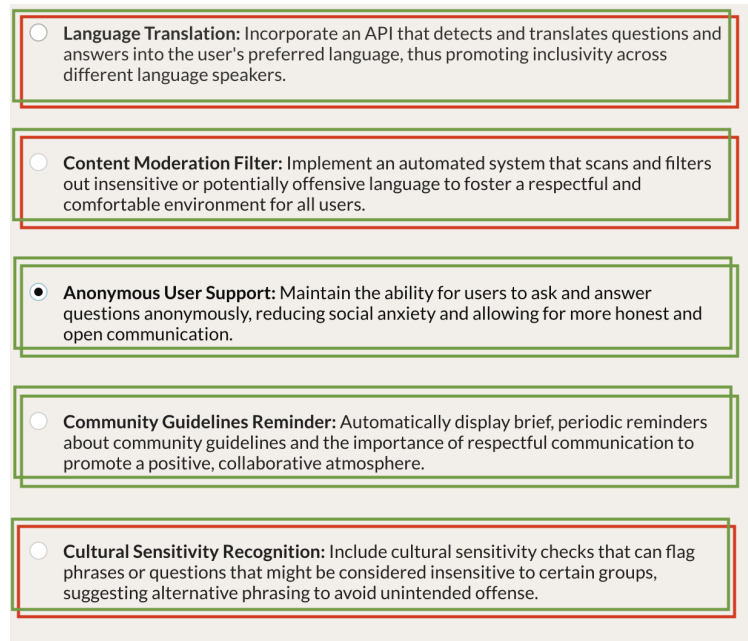 Language Translation: Incorporate an API that detects and translates questions and
answers into the user's preferred language, thus promoting inclusivity across
different language speakers.
Content Moderation Filter: Implement an automated system that scans and filters
out insensitive or potentially offensive language to foster a respectful and
comfortable environment for all users.
Anonymous User Support: Maintain the ability for users to ask and answer
questions anonymously, reducing social anxiety and allowing for more honest and
open communication.
Community Guidelines Reminder: Automatically display brief, periodic reminders
about community guidelines and the importance of respectful communication to
promote a positive, collaborative atmosphere.
Cultural Sensitivity Recognition: Include cultural sensitivity checks that can flag
phrases or questions that might be considered insensitive to certain groups,
suggesting alternative phrasing to avoid unintended offense.